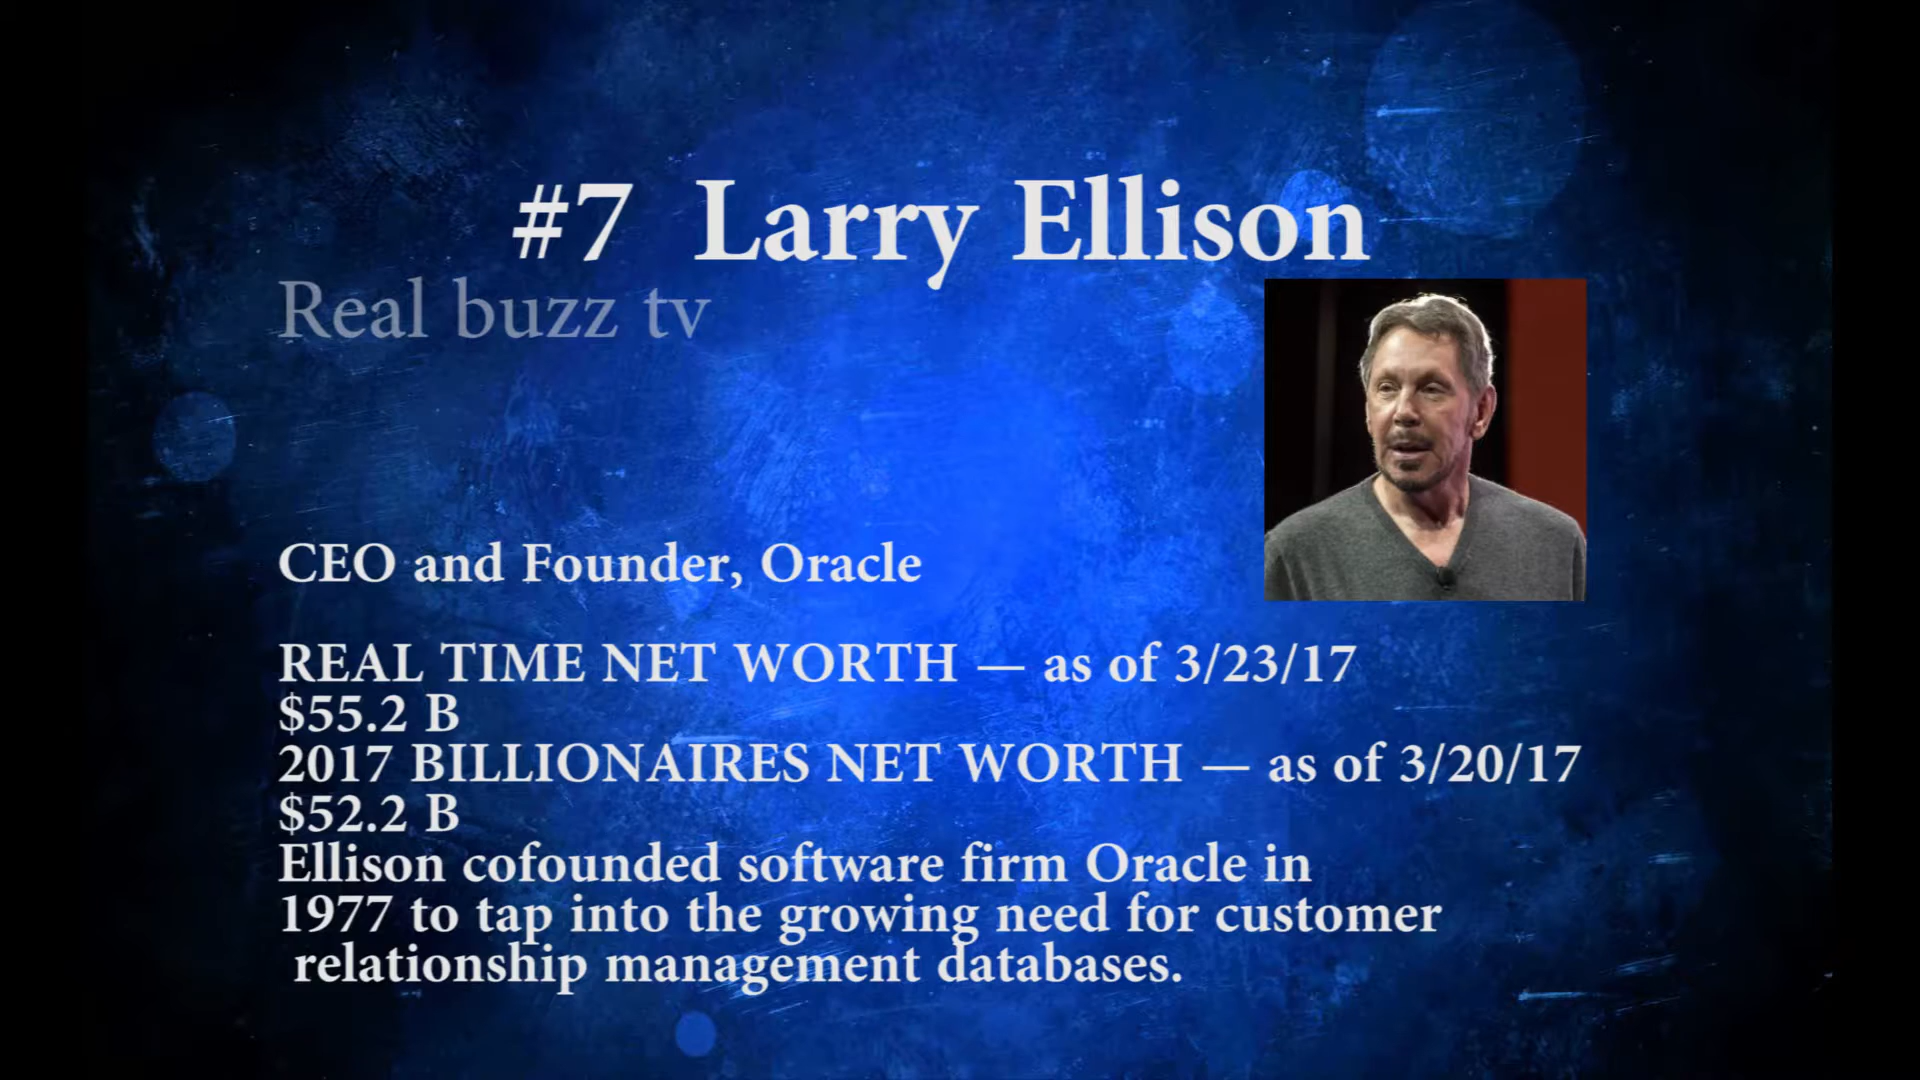 #7 Larry Ellison
Real buzz tv
CEO and Founder, Oracle
REAL TIME NET WORTH — as of 3/23/17
$55.2 B
2017 BILLIONAIRES NET WORTH — as of 3/20/17
$52.2 B
Ellison cofounded software firm Oracle in
1977 to tap into the growing need for customer
relationship management databases.